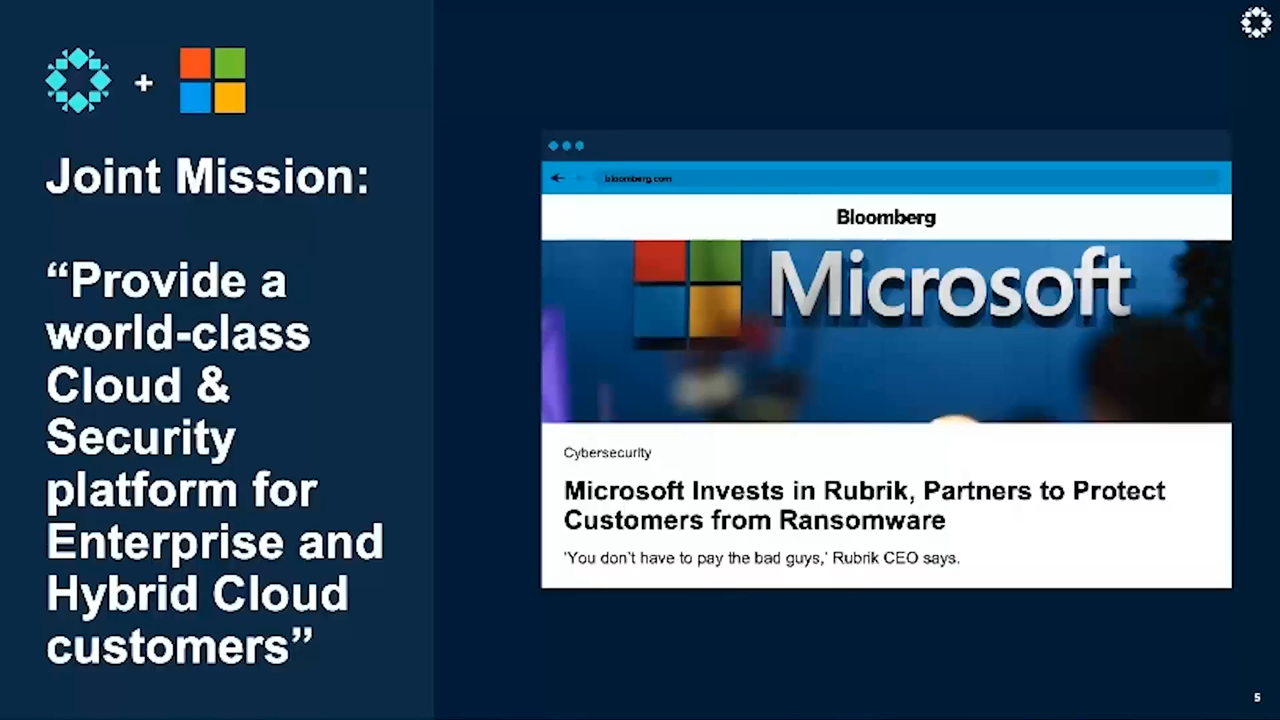 +
Joint Mission:
“Provide a
world-class
Cloud &
Security
platform for
Enterprise and
Hybrid Cloud
customers”
bloomberg.com
Bloomberg
Microsoft
Cybersecurity
Microsoft Invests in Rubrik, Partners to Protect
Customers from Ransomware
'You don't have to pay the bad guys,' Rubrik CEO says.
5